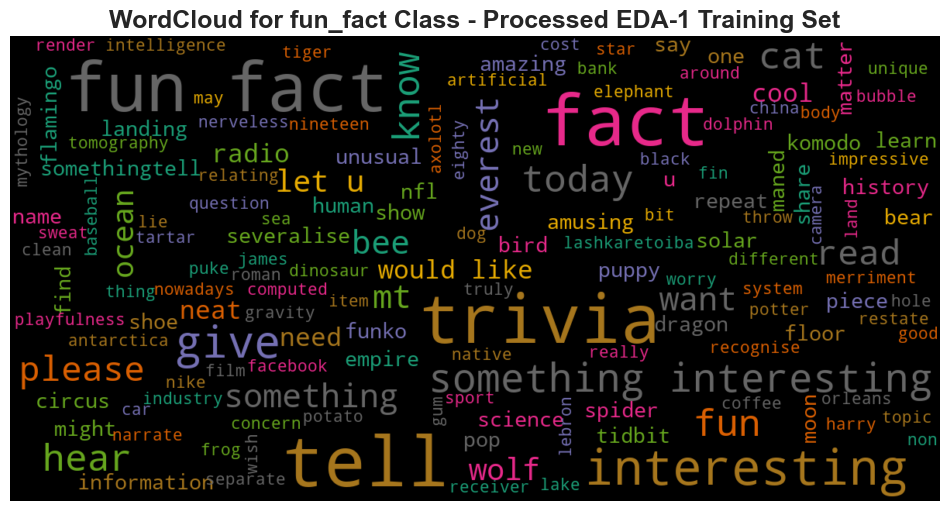 WordCloud for fun_fact Class - Processed EDA-1 Training Set
render intelligence tiger cost star say one cat matter unique
fun fact may amazing artificial bank elephant around cool bubble
mythology flamingo landing nerveless nineteen know axolotl eighty everest fact dolphin china body
tomography somethingtell radio unusual relating let u nfl new black fin maned komodo learn impressive
name sweat baseball ocean question human show today u repeat share history
clean lie tartar sea severalise bee dog bird amusing bit lashkaretoiba throw solar camera land bear
find puke james roman dinosaur would like truly puppy worry different read merriment
thing nowadays computed item mt trivia want system piece hole
playfulness antarctica shoe neat gravity give need funko native really dragon potter floor restate good
please nike film facebook empire something interesting recognise
circus car industry something potato gum sport science lebron spider coffee moon orleans
might narrate concern wish pop tidbit fun harry topic non
hear frog tell wolf interesting
information separate receiver lake